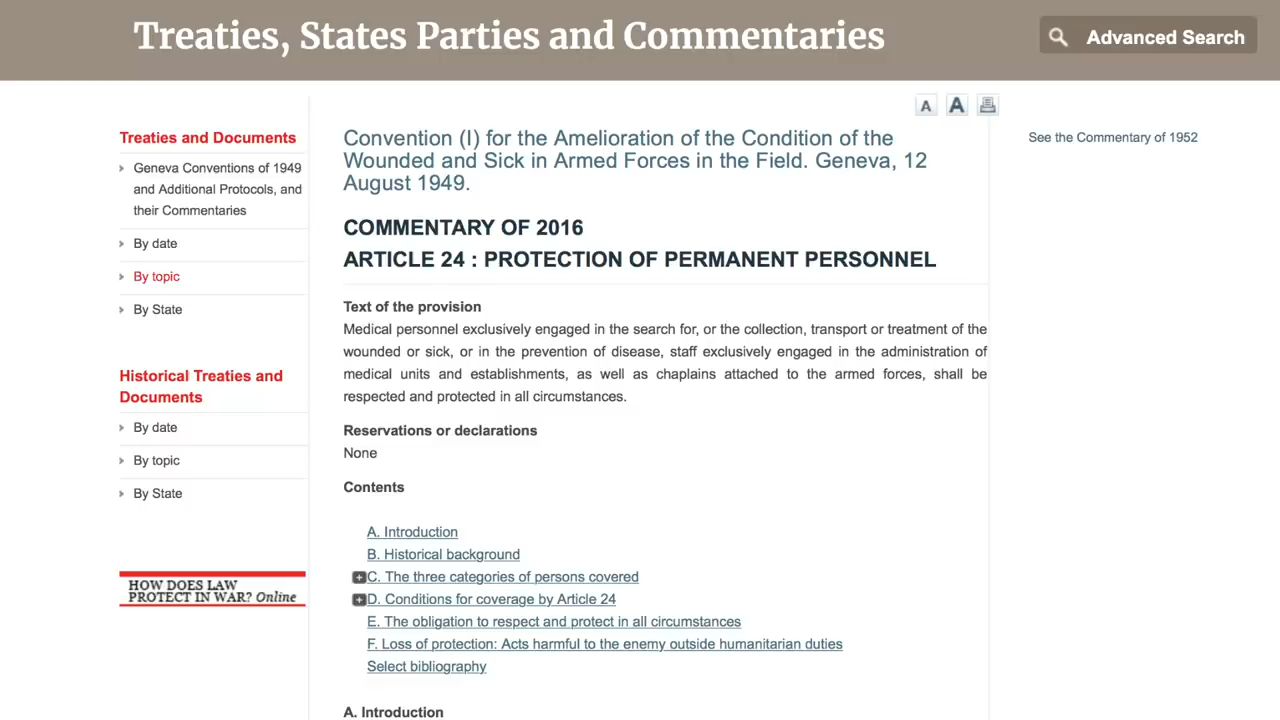 Treaties, States Parties and Commentaries
Advanced Search
A
A
Treaties and Documents
Geneva Conventions of 1949
and Additional Protocols, and
their Commentaries
By date
By topic
By State
Historical Treaties and
Documents
By date
By topic
By State
HOW DOES LAW
PROTECT IN WAR? Online
Convention (I) for the Amelioration of the Condition of the
Wounded and Sick in Armed Forces in the Field. Geneva, 12
August 1949.
COMMENTARY OF 2016
ARTICLE 24 : PROTECTION OF PERMANENT PERSONNEL
Text of the provision
Medical personnel exclusively engaged in the search for, or the collection, transport or treatment of the
wounded or sick, or in the prevention of disease, staff exclusively engaged in the administration of
medical units and establishments, as well as chaplains attached to the armed forces, shall be
respected and protected in all circumstances.
Reservations or declarations
None
Contents
A. Introduction
B. Historical background
C. The three categories of persons covered
D. Conditions for coverage by Article 24
E. The obligation to respect and protect in all circumstances
F. Loss of protection: Acts harmful to the enemy outside humanitarian duties
Select bibliography
A. Introduction
See the Commentary of 1952